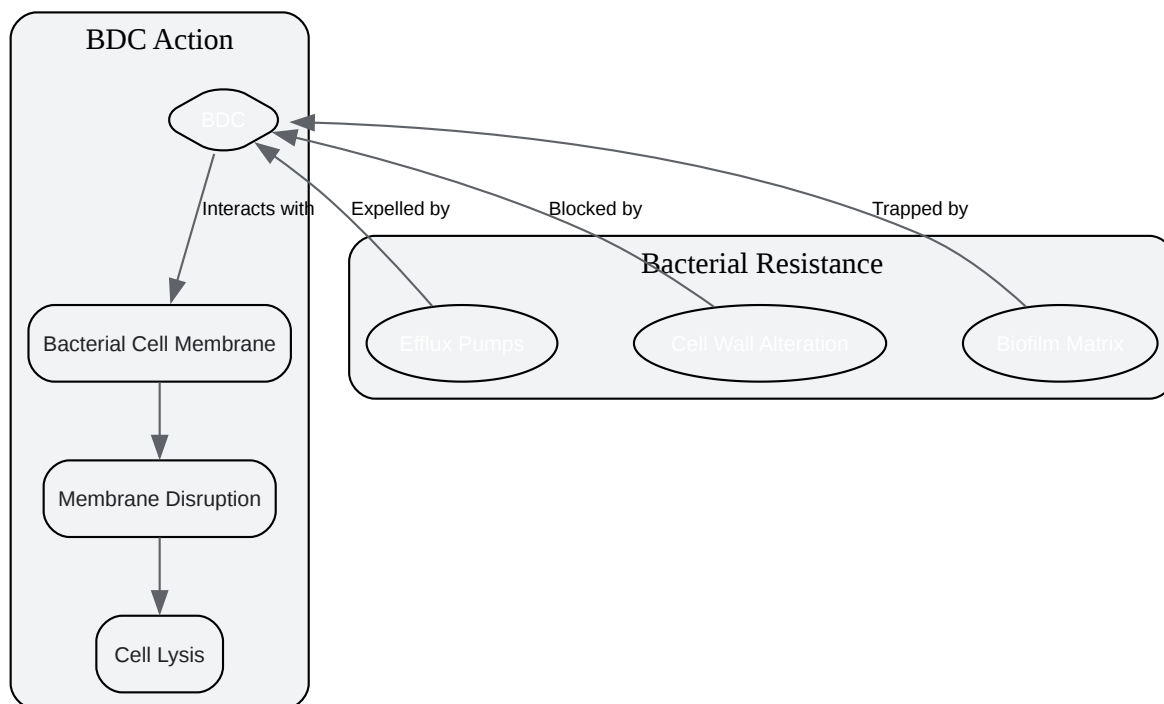 BDC Action
BDC
Interacts with
Expelled by
Blocked by
Trapped by
Bacterial Resistance
Bacterial Cell Membrane
Efflux Pumps
Cell Wall Alteration
Biofilm Matrix
Membrane Disruption
Cell Lysis